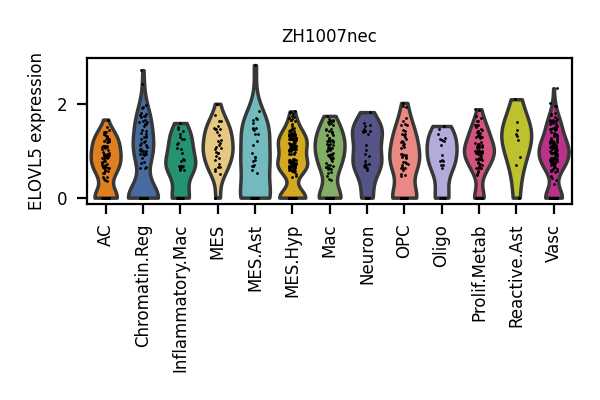 ZH1007nec
ELOVL5 expression
2
0
AC
Chromatin.Reg
Inflammatory.Mac
MES
MES.Ast
MES.Hyp
Mac
Neuron
OPC
Oligo
Prolif.Metab
Reactive.Ast
Vasc